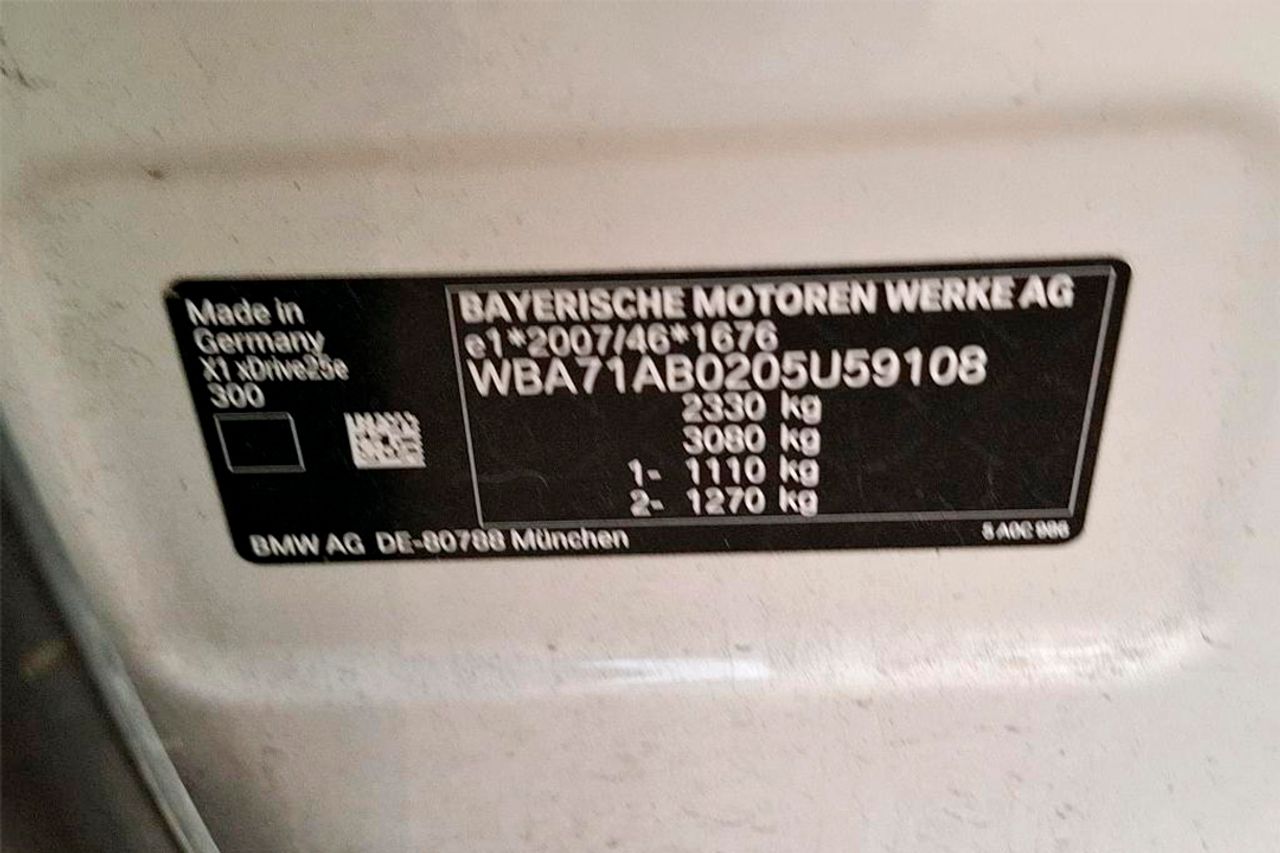 Made in
Germany
X1 xDrive25e
300
BAYERISCHE MOTOREN WERKE AG
e1*2007/46*1676
WBA71AB0205U59108
2330 kg
3080 kg
1- 1110 kg
2- 1270 kg
BMW AG DE-80788 München